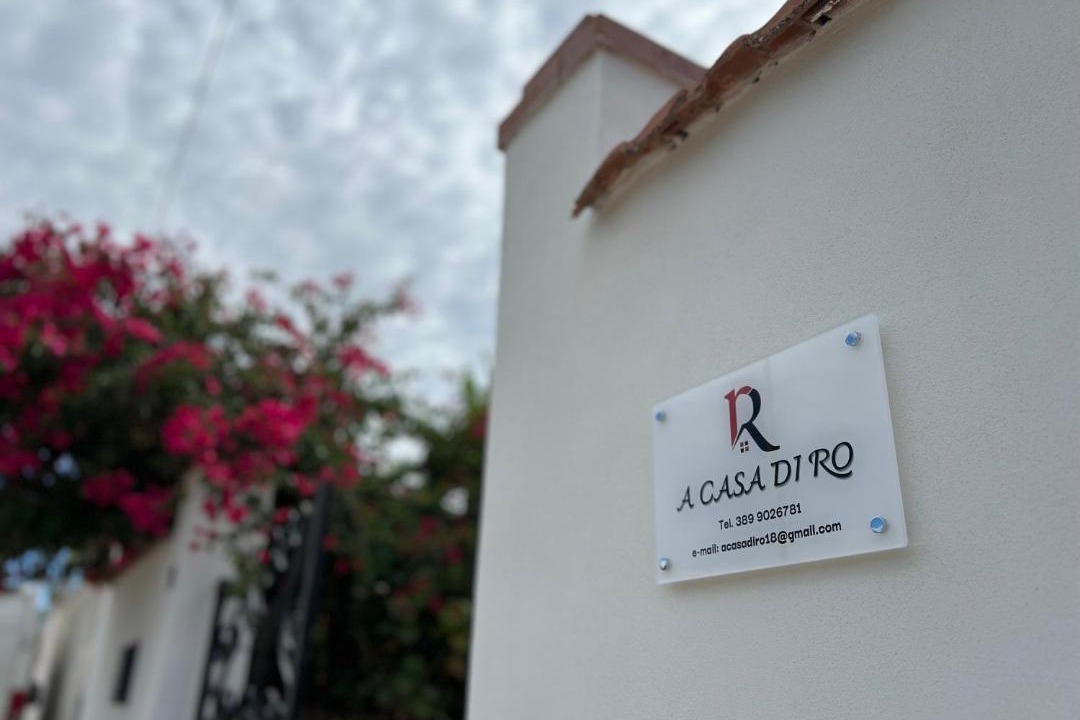 R
A CASA DI RO
Tel. 389 9026781
e-mail: acasadiro18@gmail.com